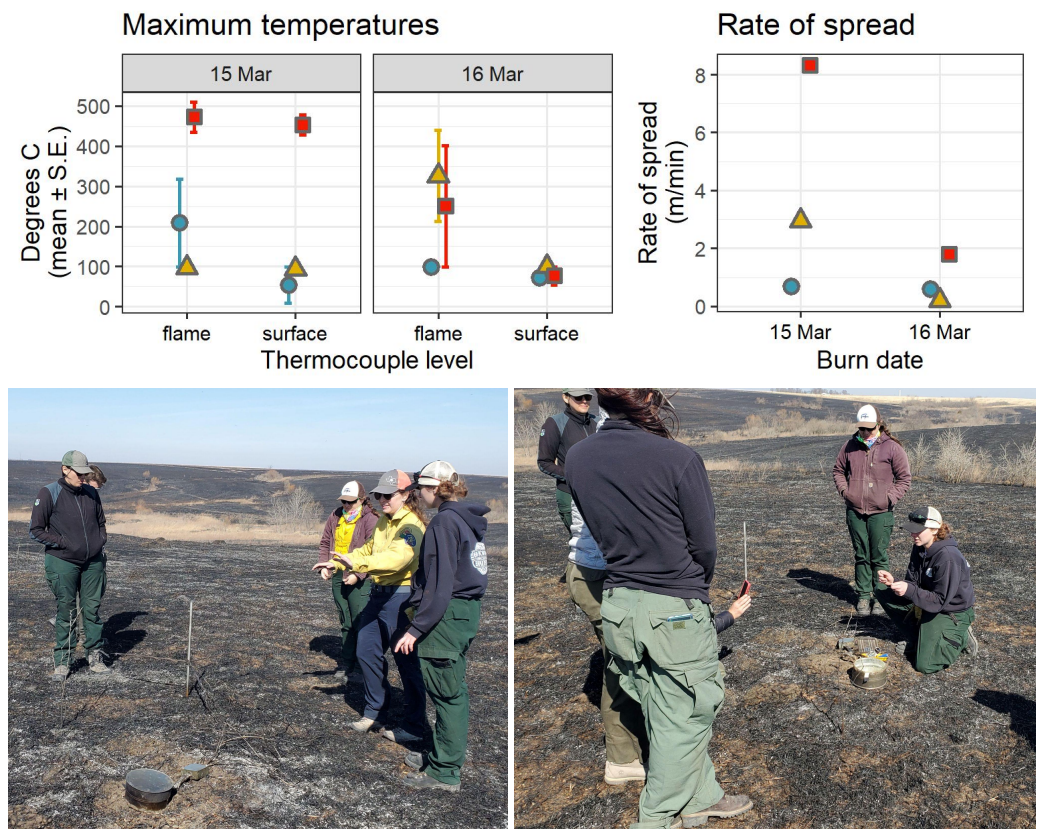 Maximum temperatures
15 Mar
16 Mar
Degrees C
(mean ± S.E.)
500
400
300
200
100
0
flame
surface
flame
surface
Thermocouple level
Rate of spread
Rate of spread
(m/min)
8
6
4
2
0
15 Mar
16 Mar
Burn date